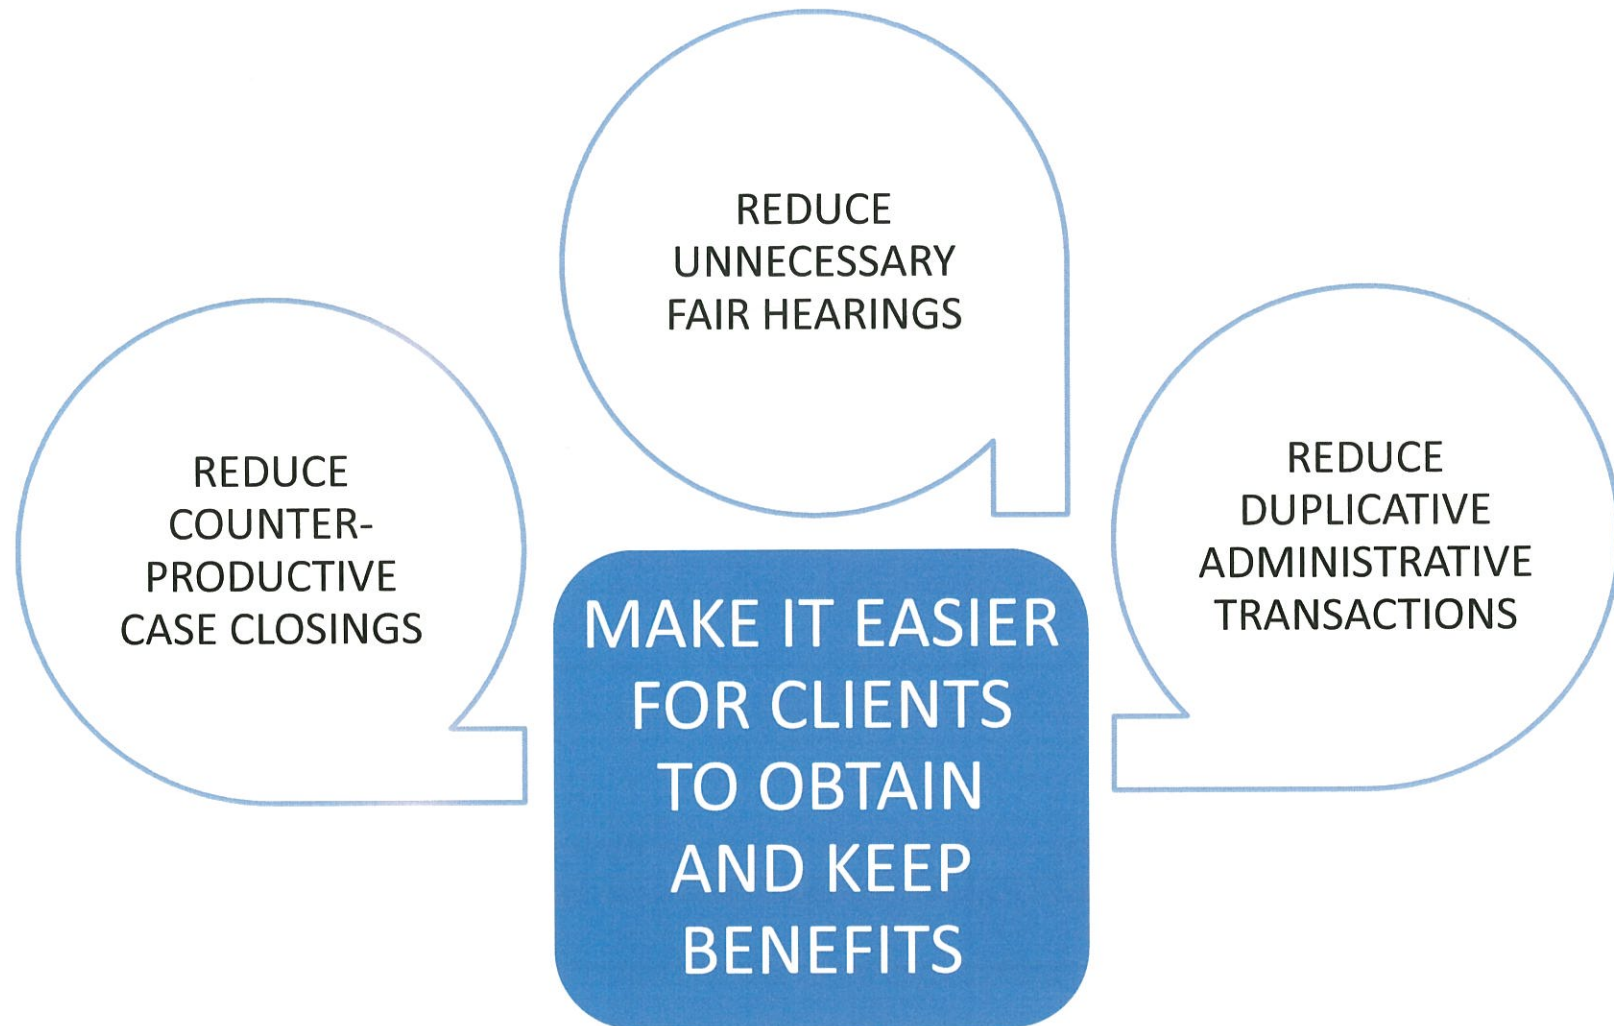 REDUCE
UNNECESSARY
FAIR HEARINGS
REDUCE
COUNTER-
PRODUCTIVE
CASE CLOSINGS
REDUCE
DUPLICATIVE
ADMINISTRATIVE
TRANSACTIONS
MAKE IT EASIER
FOR CLIENTS
TO OBTAIN
AND KEEP
BENEFITS